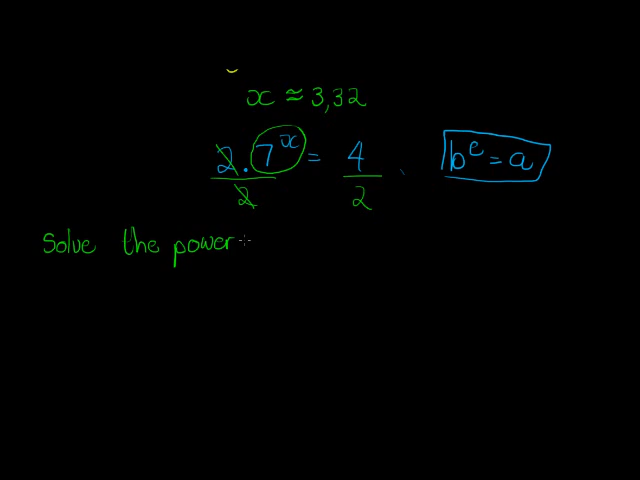 x ≈ 3,32
2 · 7^x = 4 b^e = a
2 2
Solve the power